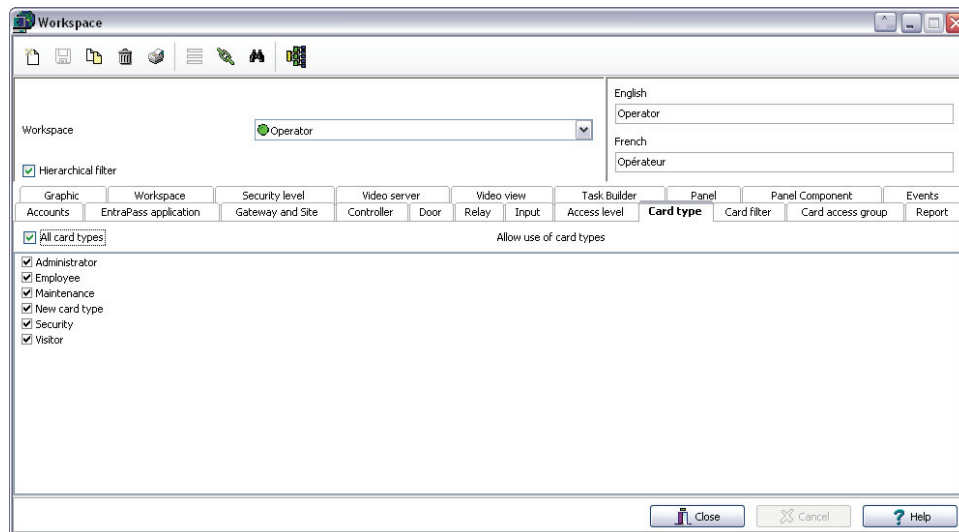 Workspace
English
Operator
Workspace
Operator
French
Opérateur
Hierarchical filter
Graphic Workspace Security level Video server Video view Task Builder Panel Panel Component Events
Accounts EntraPass application Gateway and Site Controller Door Relay Input Access level Card type Card filter Card access group Report
All card types Allow use of card types
Administrator
Employee
Maintenance
New card type
Security
Visitor
Close Cancel ? Help